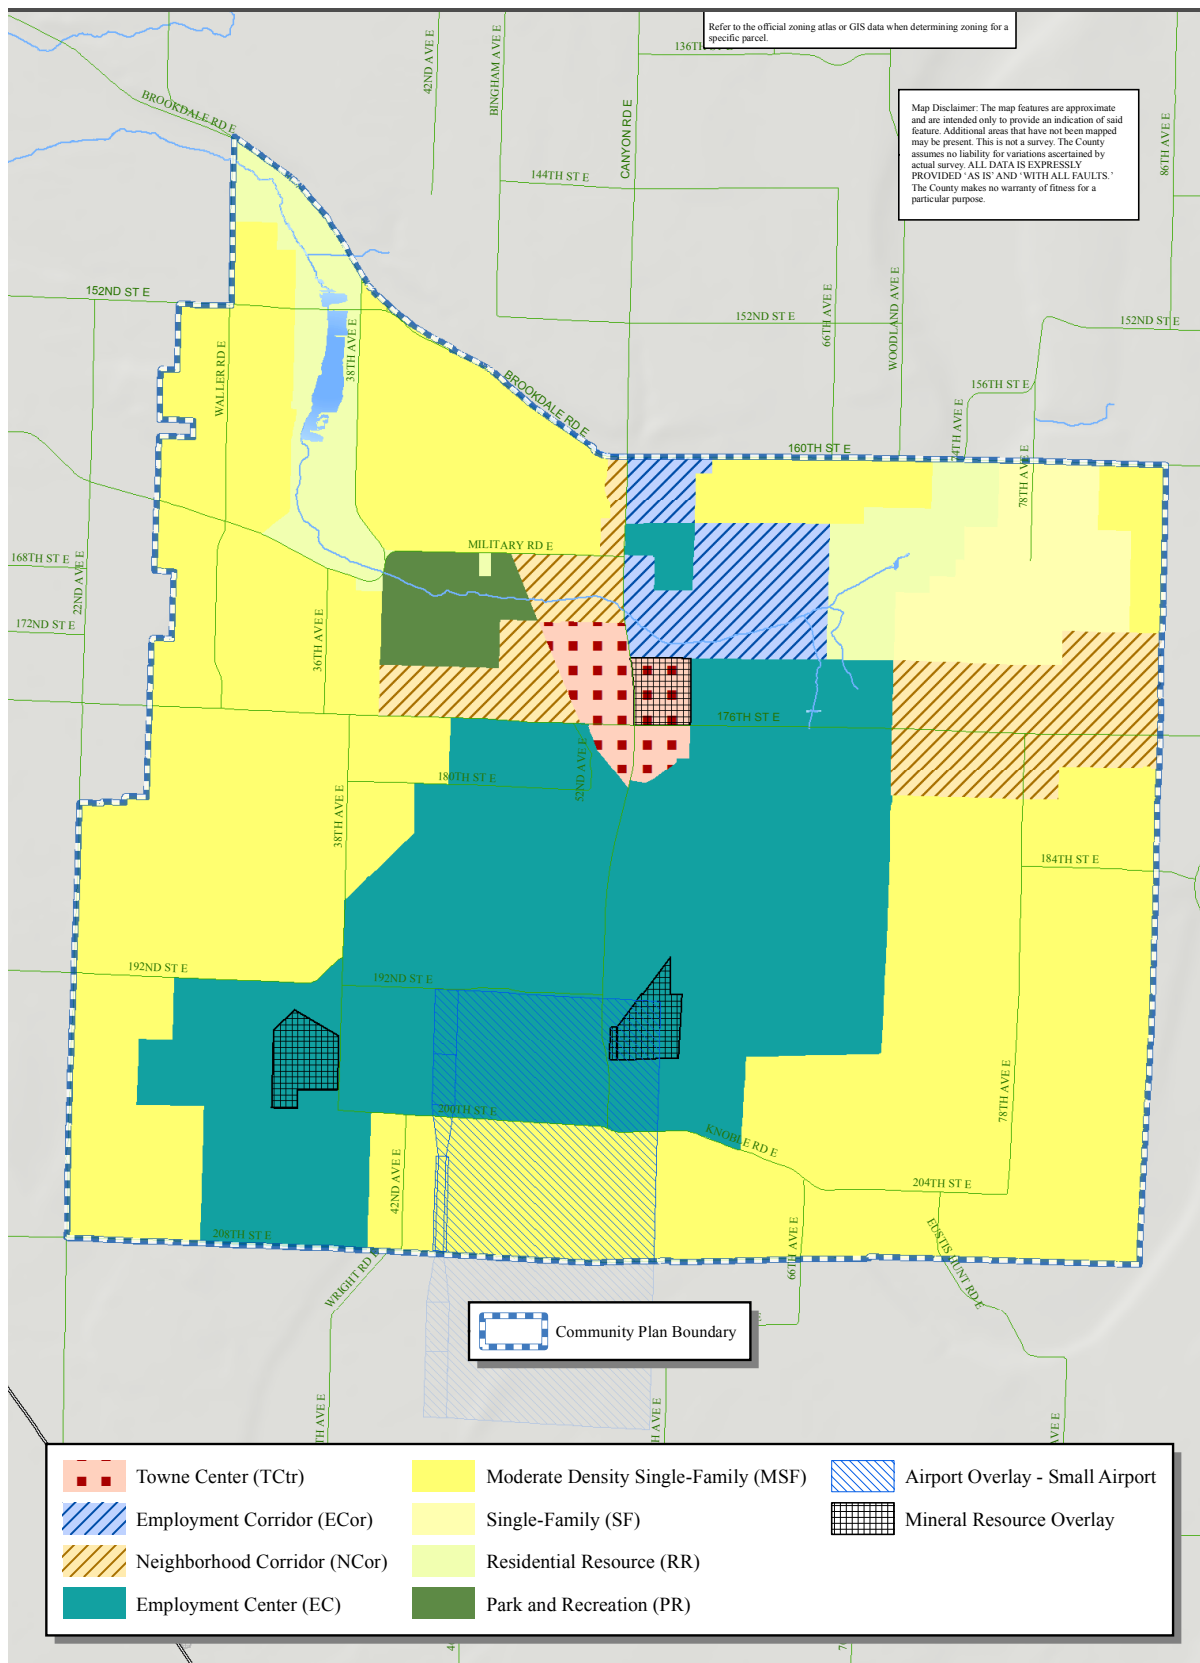 Refer to the official zoning atlas or GIS data when determining zoning for a
specific parcel.
136TH
Map Disclaimer: The map features are approximate
and are intended only to provide an indication of said
feature. Additional areas that have not been mapped
may be present. This is not a survey. The County
assumes no liability for variations ascertained by
actual survey. ALL DATA IS EXPRESSLY
PROVIDED ‘AS IS’ AND ‘WITH ALL FAULTS.’
The County makes no warranty of fitness for a
particular purpose.
42ND AVE E
BINGHAM AVE E
CANYON RD E
86TH AVE E
BROOKDALE RD E
144TH ST E
152ND ST E
152ND ST E
152ND ST E
66TH AVE E
WOODLAND AVE E
WALLER RD E
38TH AVE E
BROOKDALE RD E
156TH ST E
74TH AVE E
160TH ST E
78TH AVE E
MILITARY RD E
168TH ST E
22ND AVE E
172ND ST E
36TH AVE E
176TH ST E
52ND AVE E
180TH ST E
38TH AVE E
184TH ST E
192ND ST E
192ND ST E
200TH ST E
KNOBLE RD E
78TH AVE E
42ND AVE E
204TH ST E
208TH ST E
66TH AVE E
EUSTIS HUNT RD E
WRIGHT RD E
Community Plan Boundary
E
TH AVE E
H AVE E
AVE E
Towne Center (TCtr)
Employment Corridor (ECor)
Neighborhood Corridor (NCor)
Employment Center (EC)
Moderate Density Single-Family (MSF)
Single-Family (SF)
Residential Resource (RR)
Park and Recreation (PR)
Airport Overlay - Small Airport
Mineral Resource Overlay